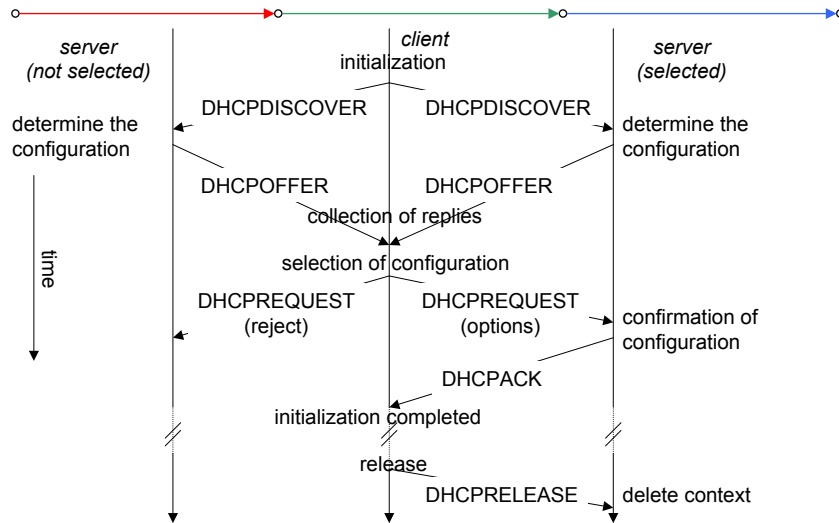 server
(not selected)
client
initialization
server
(selected)
DHCPDISCOVER
DHCPDISCOVER
determine the
configuration
determine the
configuration
DHCPOFFER
DHCPOFFER
collection of replies
time
selection of configuration
DHCPREQUEST
(reject)
DHCPREQUEST
(options)
confirmation of
configuration
DHCPACK
initialization completed
release
DHCPRELEASE
delete context